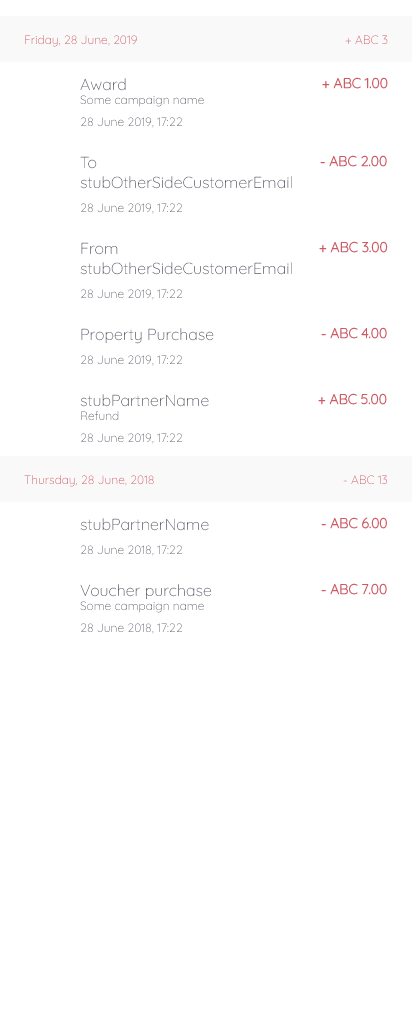 Friday, 28 June, 2019 + ABC 3
Award + ABC 1.00
Some campaign name
28 June 2019, 17:22
To - ABC 2.00
stubOtherSideCustomerEmail
28 June 2019, 17:22
From + ABC 3.00
stubOtherSideCustomerEmail
28 June 2019, 17:22
Property Purchase - ABC 4.00
28 June 2019, 17:22
stubPartnerName + ABC 5.00
Refund
28 June 2019, 17:22
Thursday, 28 June, 2018 - ABC 13
stubPartnerName - ABC 6.00
28 June 2018, 17:22
Voucher purchase - ABC 7.00
Some campaign name
28 June 2018, 17:22